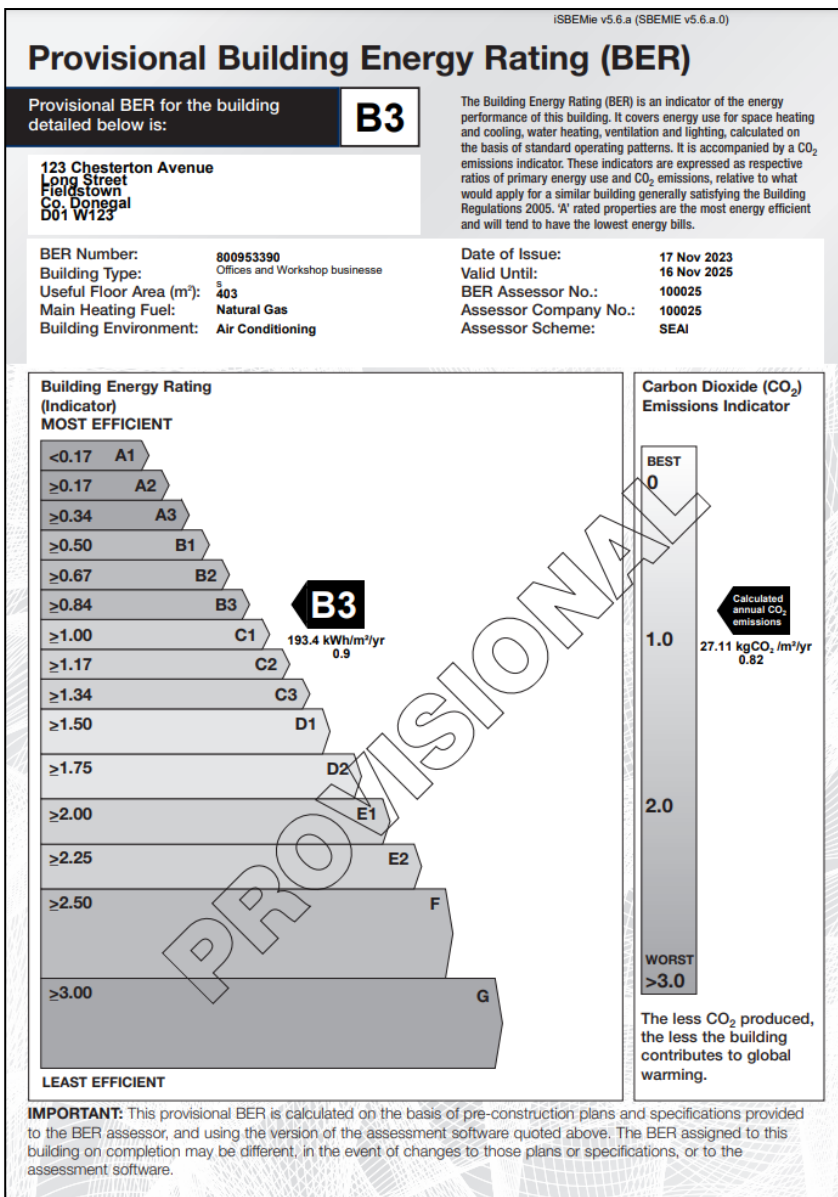 iSBEMie v5.6.a (SBEMIE v5.6.a.0)
Provisional Building Energy Rating (BER)
Provisional BER for the building
detailed below is:
B3
The Building Energy Rating (BER) is an indicator of the energy
performance of this building. It covers energy use for space heating
and cooling, water heating, ventilation and lighting, calculated on
the basis of standard operating patterns. It is accompanied by a CO₂
emissions indicator. These indicators are expressed as respective
ratios of primary energy use and CO₂ emissions, relative to what
would apply for a similar building generally satisfying the Building
Regulations 2005. ‘A’ rated properties are the most energy efficient
and will tend to have the lowest energy bills.
123 Chesterton Avenue
Long Street
Fieldstown
Co. Donegal
D01 W123
BER Number: 800953390
Building Type: Offices and Workshop businesse
s
Useful Floor Area (m²): 403
Main Heating Fuel: Natural Gas
Building Environment: Air Conditioning
Date of Issue: 17 Nov 2023
Valid Until: 16 Nov 2025
BER Assessor No.: 100025
Assessor Company No.: 100025
Assessor Scheme: SEAI
Building Energy Rating
(Indicator)
MOST EFFICIENT
<0.17 A1
≥0.17 A2
≥0.34 A3
≥0.50 B1
≥0.67 B2
≥0.84 B3
≥1.00 C1
≥1.17 C2
≥1.34 C3
≥1.50 D1
≥1.75 D2
≥2.00 E1
≥2.25 E2
≥2.50 F
≥3.00 G
LEAST EFFICIENT
B3
193.4 kWh/m²/yr
0.9
PROVISIONAL
Carbon Dioxide (CO₂)
Emissions Indicator
BEST
0
1.0
2.0
WORST
>3.0
Calculated
annual CO₂
emissions
27.11 kgCO₂ /m²/yr
0.82
The less CO₂ produced,
the less the building
contributes to global
warming.
IMPORTANT: This provisional BER is calculated on the basis of pre-construction plans and specifications provided
to the BER assessor, and using the version of the assessment software quoted above. The BER assigned to this
building on completion may be different, in the event of changes to those plans or specifications, or to the
assessment software.